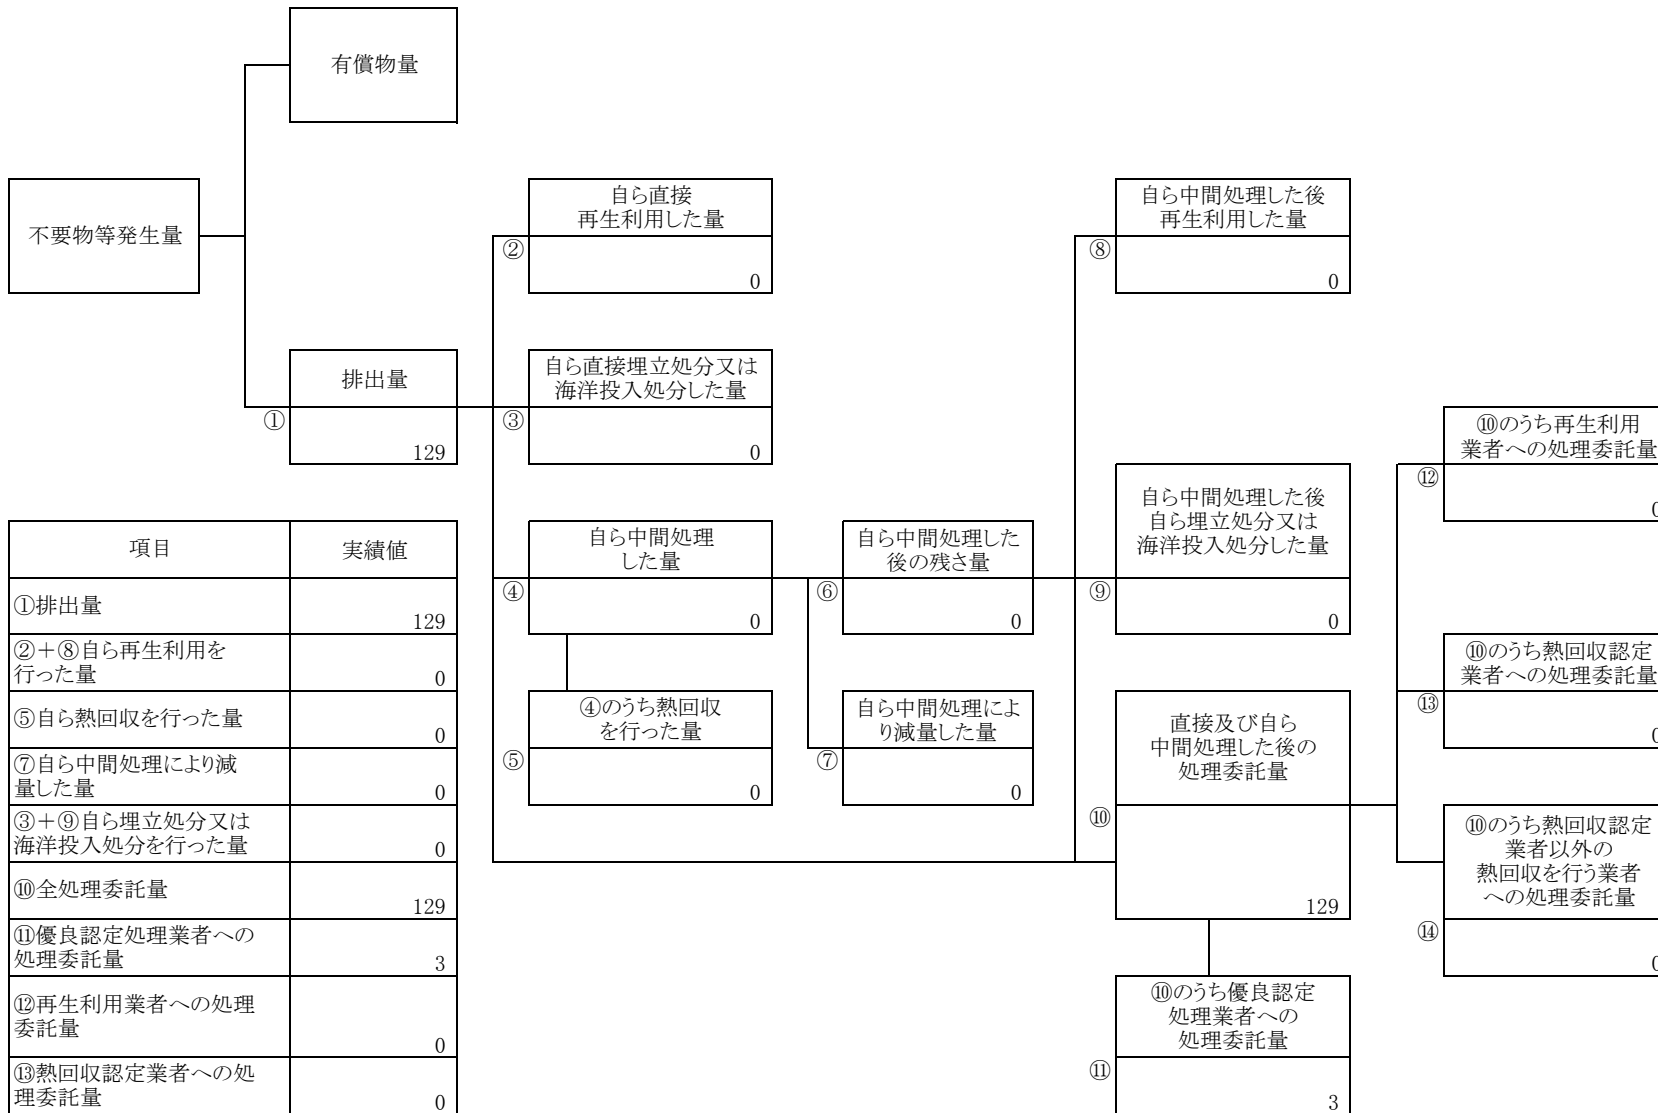 有償物量
不要物等発生量
自ら直接
再生利用した量
②
0
自ら中間処理した後
再生利用した量
⑧
0
排出量
①
129
自ら直接埋立処分又は
海洋投入処分した量
③
0
⑩のうち再生利用
業者への処理委託量
⑫
0
自ら中間処理した後
自ら埋立処分又は
海洋投入処分した量
⑨
0
自ら中間処理
した量
④
0
自ら中間処理した
後の残さ量
⑥
0
⑩のうち熱回収認定
業者への処理委託量
⑬
0
④のうち熱回収
を行った量
⑤
0
自ら中間処理によ
り減量した量
⑦
0
直接及び自ら
中間処理した後の
処理委託量
⑩
129
⑩のうち熱回収認定
業者以外の
熱回収を行う業者
への処理委託量
⑭
0
⑩のうち優良認定
処理業者への
処理委託量
⑪
3
項目 実績値
①排出量
129
②+⑧自ら再生利用を
行った量 0
⑤自ら熱回収を行った量
0
⑦自ら中間処理により減
量した量 0
③+⑨自ら埋立処分又は
海洋投入処分を行った量 0
⑩全処理委託量
129
⑪優良認定処理業者への
処理委託量 3
⑫再生利用業者への処理
委託量
0
⑬熱回収認定業者への処
理委託量 0